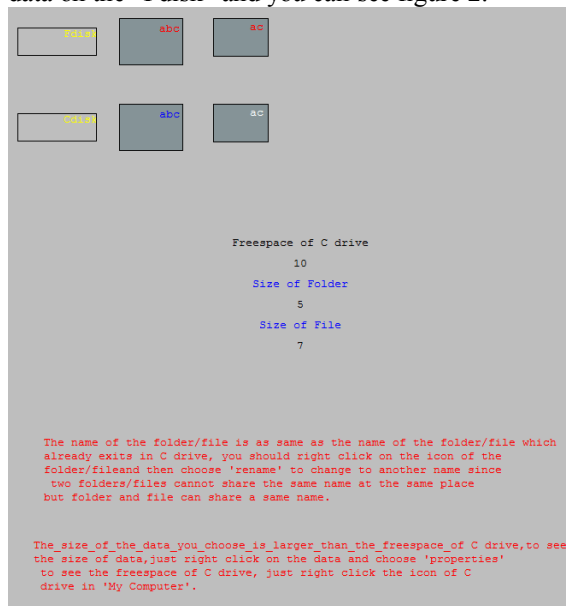 data on the "Fdisk" and you can see figure 2.
Fdisk abc ac
Cdisk abc ac
Freespace of C drive
10
Size of Folder
5
Size of File
7
The name of the folder/file is as same as the name of the folder/file which
already exits in C drive, you should right click on the icon of the
folder/fileand then choose 'rename' to change to another name since
two folders/files cannot share the same name at the same place
but folder and file can share a same name.
The_size_of_the_data_you_choose_is_larger_than_the_freespace_of C drive,to see
the size of data,just right click on the data and choose 'properties'
to see the freespace of C drive, just right click the icon of C
drive in 'My Computer'.